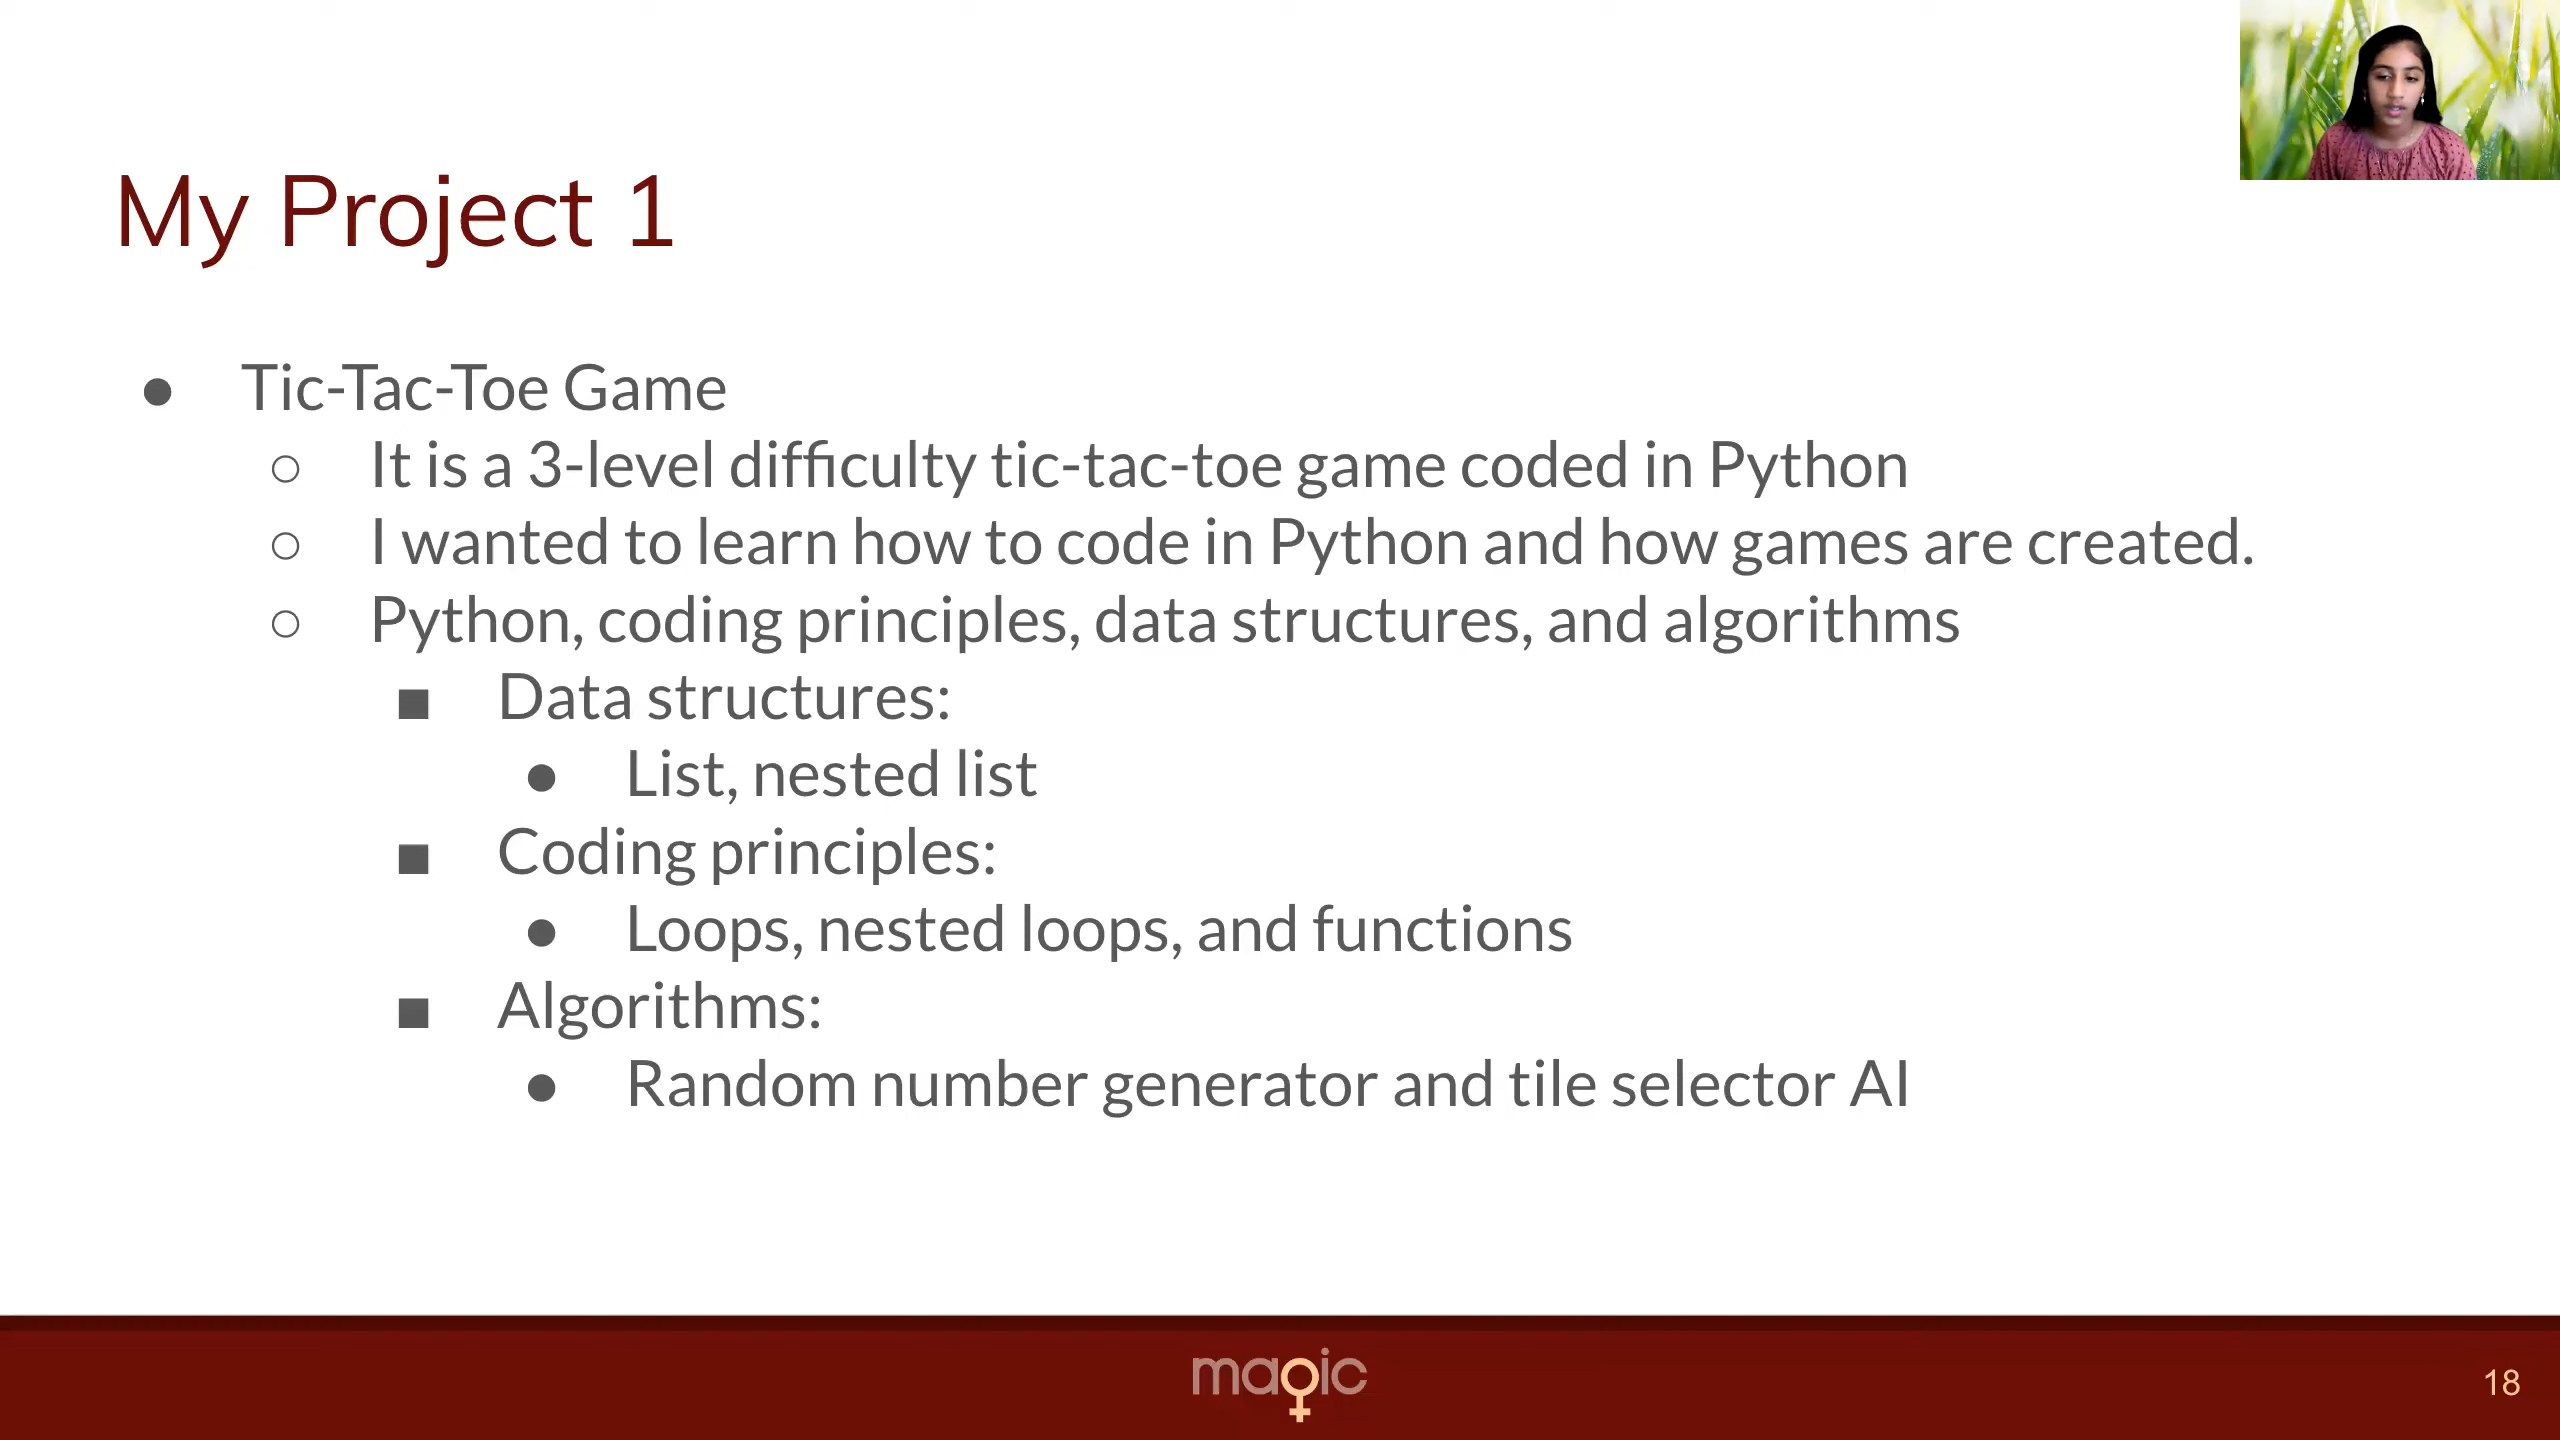 My Project 1
● Tic-Tac-Toe Game
○ It is a 3-level difficulty tic-tac-toe game coded in Python
○ I wanted to learn how to code in Python and how games are created.
○ Python, coding principles, data structures, and algorithms
■ Data structures:
● List, nested list
■ Coding principles:
● Loops, nested loops, and functions
■ Algorithms:
● Random number generator and tile selector AI
magic
18